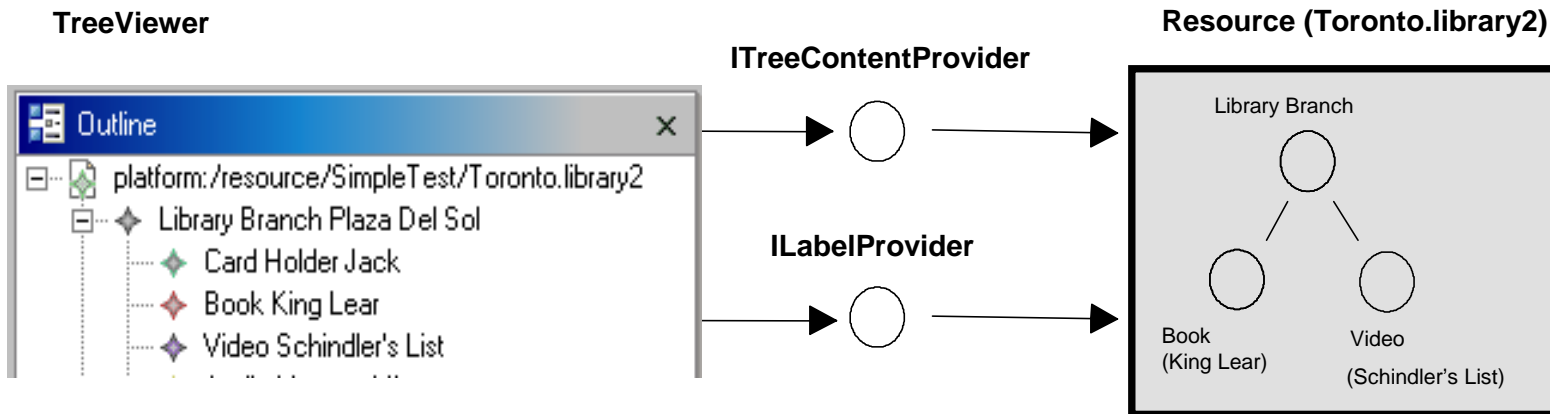 TreeViewer
Outline
platform:/resource/SimpleTest/Toronto.library2
Library Branch Plaza Del Sol
Card Holder Jack
Book King Lear
Video Schindler's List
ITreeContentProvider
ILabelProvider
Resource (Toronto.library2)
Library Branch
Book
(King Lear)
Video
(Schindler’s List)